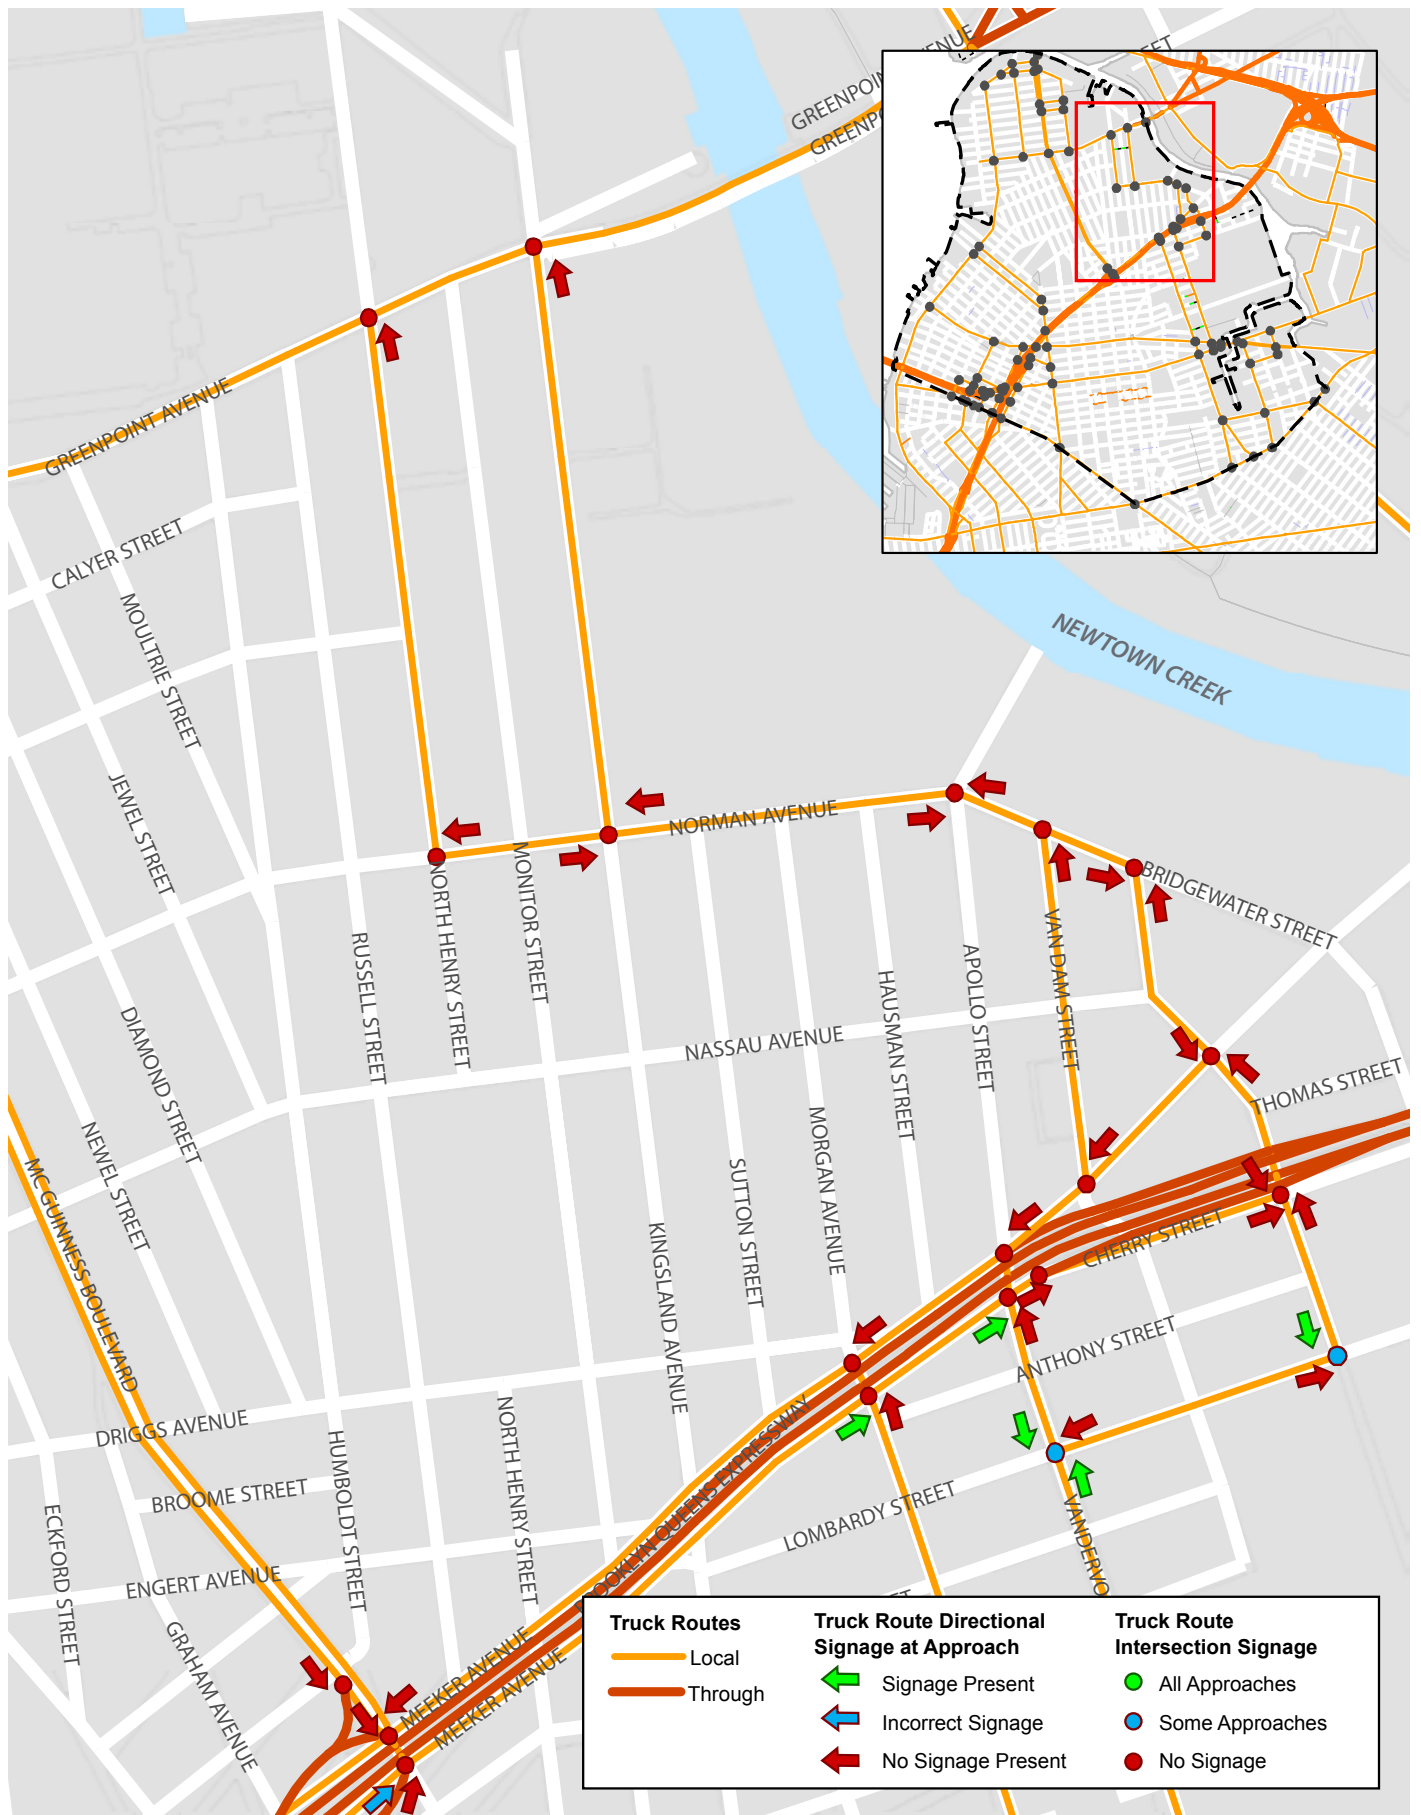 GREENPOINT AVENUE
CALYER STREET
MOULTRIE STREET
JEWEL STREET
NEWTOWN CREEK
NORMAN AVENUE
BRIDGEWATER STREET
NORTH HENRY STREET
MONITOR STREET
RUSSELL STREET
VAN DAM STREET
APOLLO STREET
HAUSMAN STREET
NASSAU AVENUE
DIAMOND STREET
THOMAS STREET
NEWEL STREET
MC GUINNESS BOULEVARD
MORGAN AVENUE
SUTTON STREET
KINGSLAND AVENUE
CHERRY STREET
ANTHONY STREET
DRIGGS AVENUE
BROOME STREET
HUMBOLDT STREET
NORTH HENRY STREET
BROOKLYN QUEENS EXPRESSWAY
LOMBARDY STREET
VANDERVO
ECKFORD STREET
ENGERT AVENUE
GRAHAM AVENUE
MEEKER AVENUE
MEEKER AVENUE
Truck Routes
Local
Through
Truck Route Directional
Signage at Approach
Signage Present
Incorrect Signage
No Signage Present
Truck Route
Intersection Signage
All Approaches
Some Approaches
No Signage